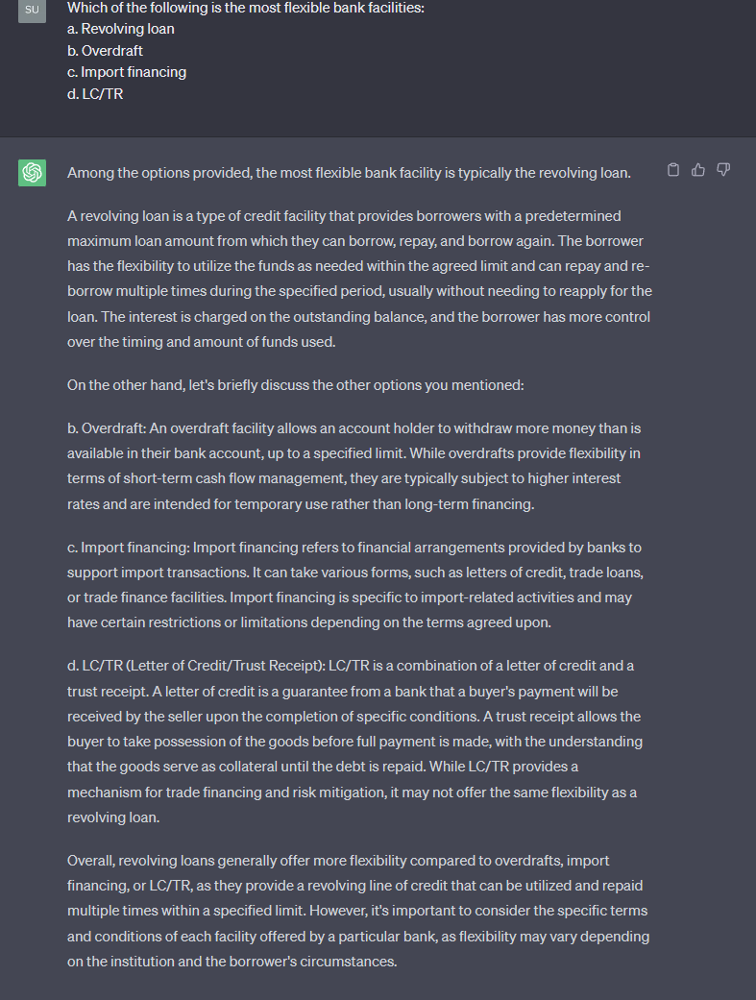 SU
Which of the following is the most flexible bank facilities:
a. Revolving loan
b. Overdraft
c. Import financing
d. LC/TR
Among the options provided, the most flexible bank facility is typically the revolving loan.
A revolving loan is a type of credit facility that provides borrowers with a predetermined
maximum loan amount from which they can borrow, repay, and borrow again. The borrower
has the flexibility to utilize the funds as needed within the agreed limit and can repay and re-
borrow multiple times during the specified period, usually without needing to reapply for the
loan. The interest is charged on the outstanding balance, and the borrower has more control
over the timing and amount of funds used.
On the other hand, let's briefly discuss the other options you mentioned:
b. Overdraft: An overdraft facility allows an account holder to withdraw more money than is
available in their bank account, up to a specified limit. While overdrafts provide flexibility in
terms of short-term cash flow management, they are typically subject to higher interest
rates and are intended for temporary use rather than long-term financing.
c. Import financing: Import financing refers to financial arrangements provided by banks to
support import transactions. It can take various forms, such as letters of credit, trade loans,
or trade finance facilities. Import financing is specific to import-related activities and may
have certain restrictions or limitations depending on the terms agreed upon.
d. LC/TR (Letter of Credit/Trust Receipt): LC/TR is a combination of a letter of credit and a
trust receipt. A letter of credit is a guarantee from a bank that a buyer's payment will be
received by the seller upon the completion of specific conditions. A trust receipt allows the
buyer to take possession of the goods before full payment is made, with the understanding
that the goods serve as collateral until the debt is repaid. While LC/TR provides a
mechanism for trade financing and risk mitigation, it may not offer the same flexibility as a
revolving loan.
Overall, revolving loans generally offer more flexibility compared to overdrafts, import
financing, or LC/TR, as they provide a revolving line of credit that can be utilized and repaid
multiple times within a specified limit. However, it's important to consider the specific terms
and conditions of each facility offered by a particular bank, as flexibility may vary depending
on the institution and the borrower's circumstances.